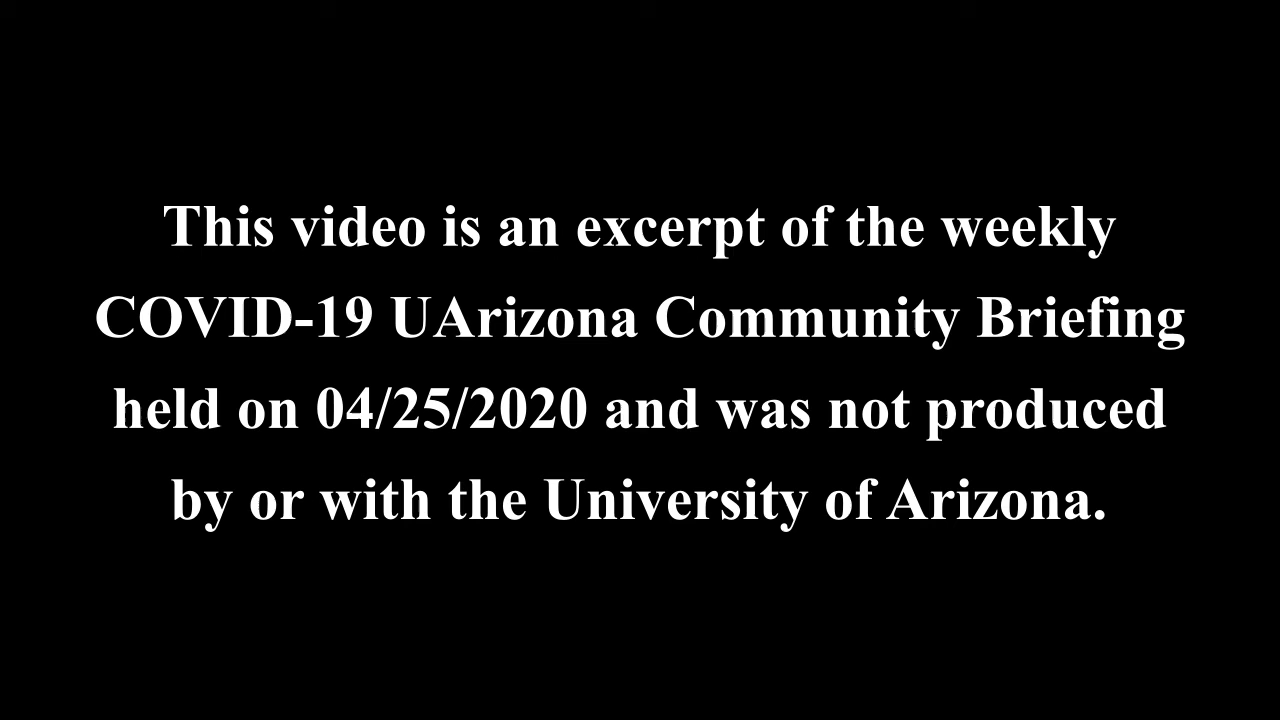 This video is an excerpt of the weekly
COVID-19 UArizona Community Briefing
held on 04/25/2020 and was not produced
by or with the University of Arizona.